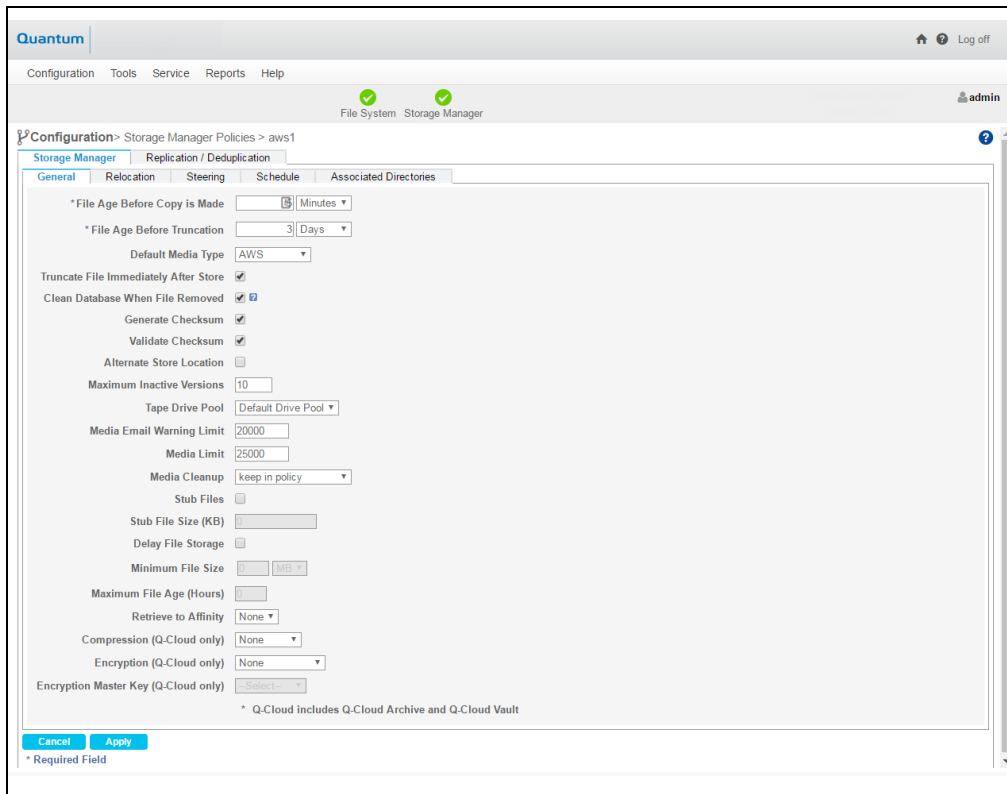 Quantum
Log off
Configuration Tools Service Reports Help
File System Storage Manager
admin
Configuration> Storage Manager Policies > aws1
Storage Manager Replication / Deduplication
General Relocation Steering Schedule Associated Directories
*File Age Before Copy is Made Minutes
* File Age Before Truncation 3 Days
Default Media Type AWS
Truncate File Immediately After Store
Clean Database When File Removed ?
Generate Checksum
Validate Checksum
Alternate Store Location
Maximum Inactive Versions 10
Tape Drive Pool Default Drive Pool
Media Email Warning Limit 20000
Media Limit 25000
Media Cleanup keep in policy
Stub Files
Stub File Size (KB) 0
Delay File Storage
Minimum File Size 0 MB
Maximum File Age (Hours) 0
Retrieve to Affinity None
Compression (Q-Cloud only) None
Encryption (Q-Cloud only) None
Encryption Master Key (Q-Cloud only) --Select--
* Q-Cloud includes Q-Cloud Archive and Q-Cloud Vault
Cancel Apply
* Required Field